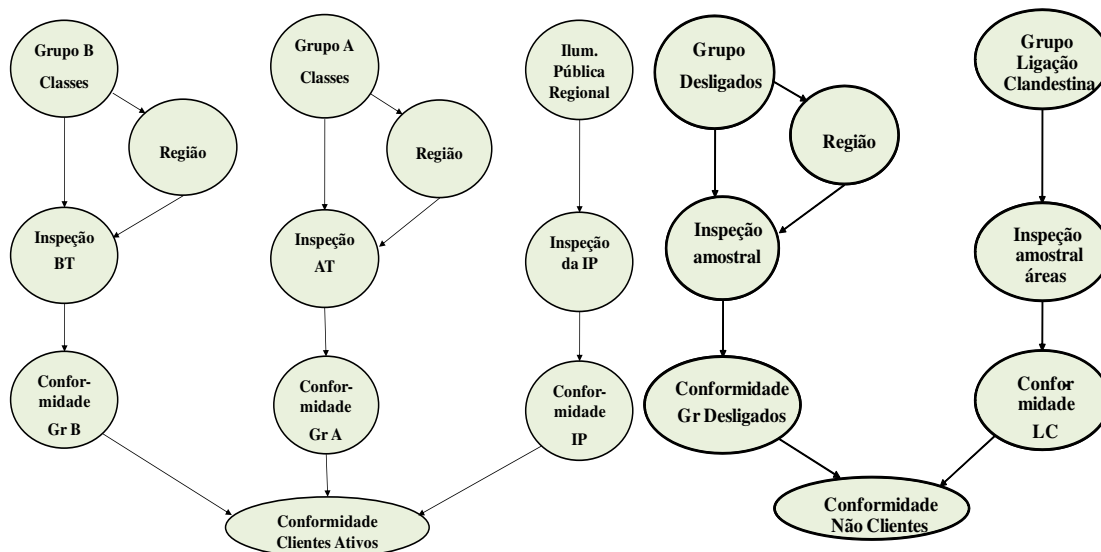 Grupo B
Classes
Grupo A
Classes
Ilum.
Pública
Regional
Grupo
Desligados
Grupo
Ligação
Clandestina
Região
Região
Região
Inspeção
BT
Inspeção
AT
Inspeção
da IP
Inspeção
amostral
Inspeção
amostral
áreas
Confor-
midade
Gr B
Confor-
midade
Gr A
Confor-
midade
IP
Conformidade
Gr Desligados
Confor-
midade
LC
Conformidade
Clientes Ativos
Conformidade
Não Clientes